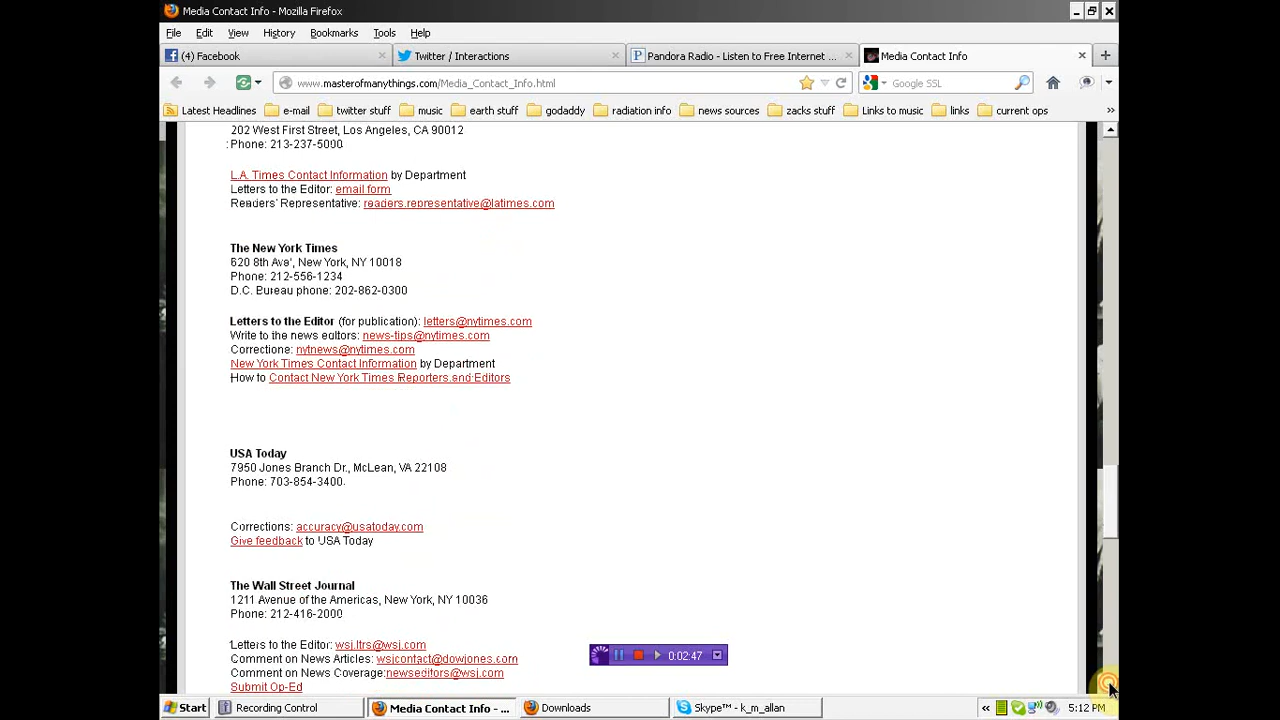 Media Contact Info - Mozilla Firefox
File Edit View History Bookmarks Tools Help
(4) Facebook
Twitter / Interactions
Pandora Radio - Listen to Free Internet ...
Media Contact Info
www.masterofmanythings.com/Media_Contact_Info.html
Google SSL
Latest Headlines e-mail twitter stuff music earth stuff godaddy radiation info news sources zacks stuff Links to music links current ops
202 West First Street, Los Angeles, CA 90012
Phone: 213-237-5000
L.A. Times Contact Information by Department
Letters to the Editor: email form
Readers' Representative: readers.representative@latimes.com
The New York Times
620 8th Ave', New York, NY 10018
Phone: 212-556-1234
D.C. Bureau phone: 202-862-0300
Letters to the Editor (for publication): letters@nytimes.com
Write to the news editors: news-tips@nytimes.com
Corrections: nytnews@nytimes.com
New York Times Contact Information by Department
How to Contact New York Times Reporters and Editors
USA Today
7950 Jones Branch Dr., McLean, VA 22108
Phone: 703-854-3400.
Corrections: accuracy@usatoday.com
Give feedback to USA Today
The Wall Street Journal
1211 Avenue of the Americas, New York, NY 10036
Phone: 212-416-2000
Letters to the Editor: wsj.ltrs@wsj.com
Comment on News Articles: wsjcontact@dowjones.com
Comment on News Coverage:newseditors@wsj.com
Submit Op-Ed
0:02:47
Start
Recording Control
Media Contact Info - ...
Downloads
Skype™ - k_m_allan
5:12 PM